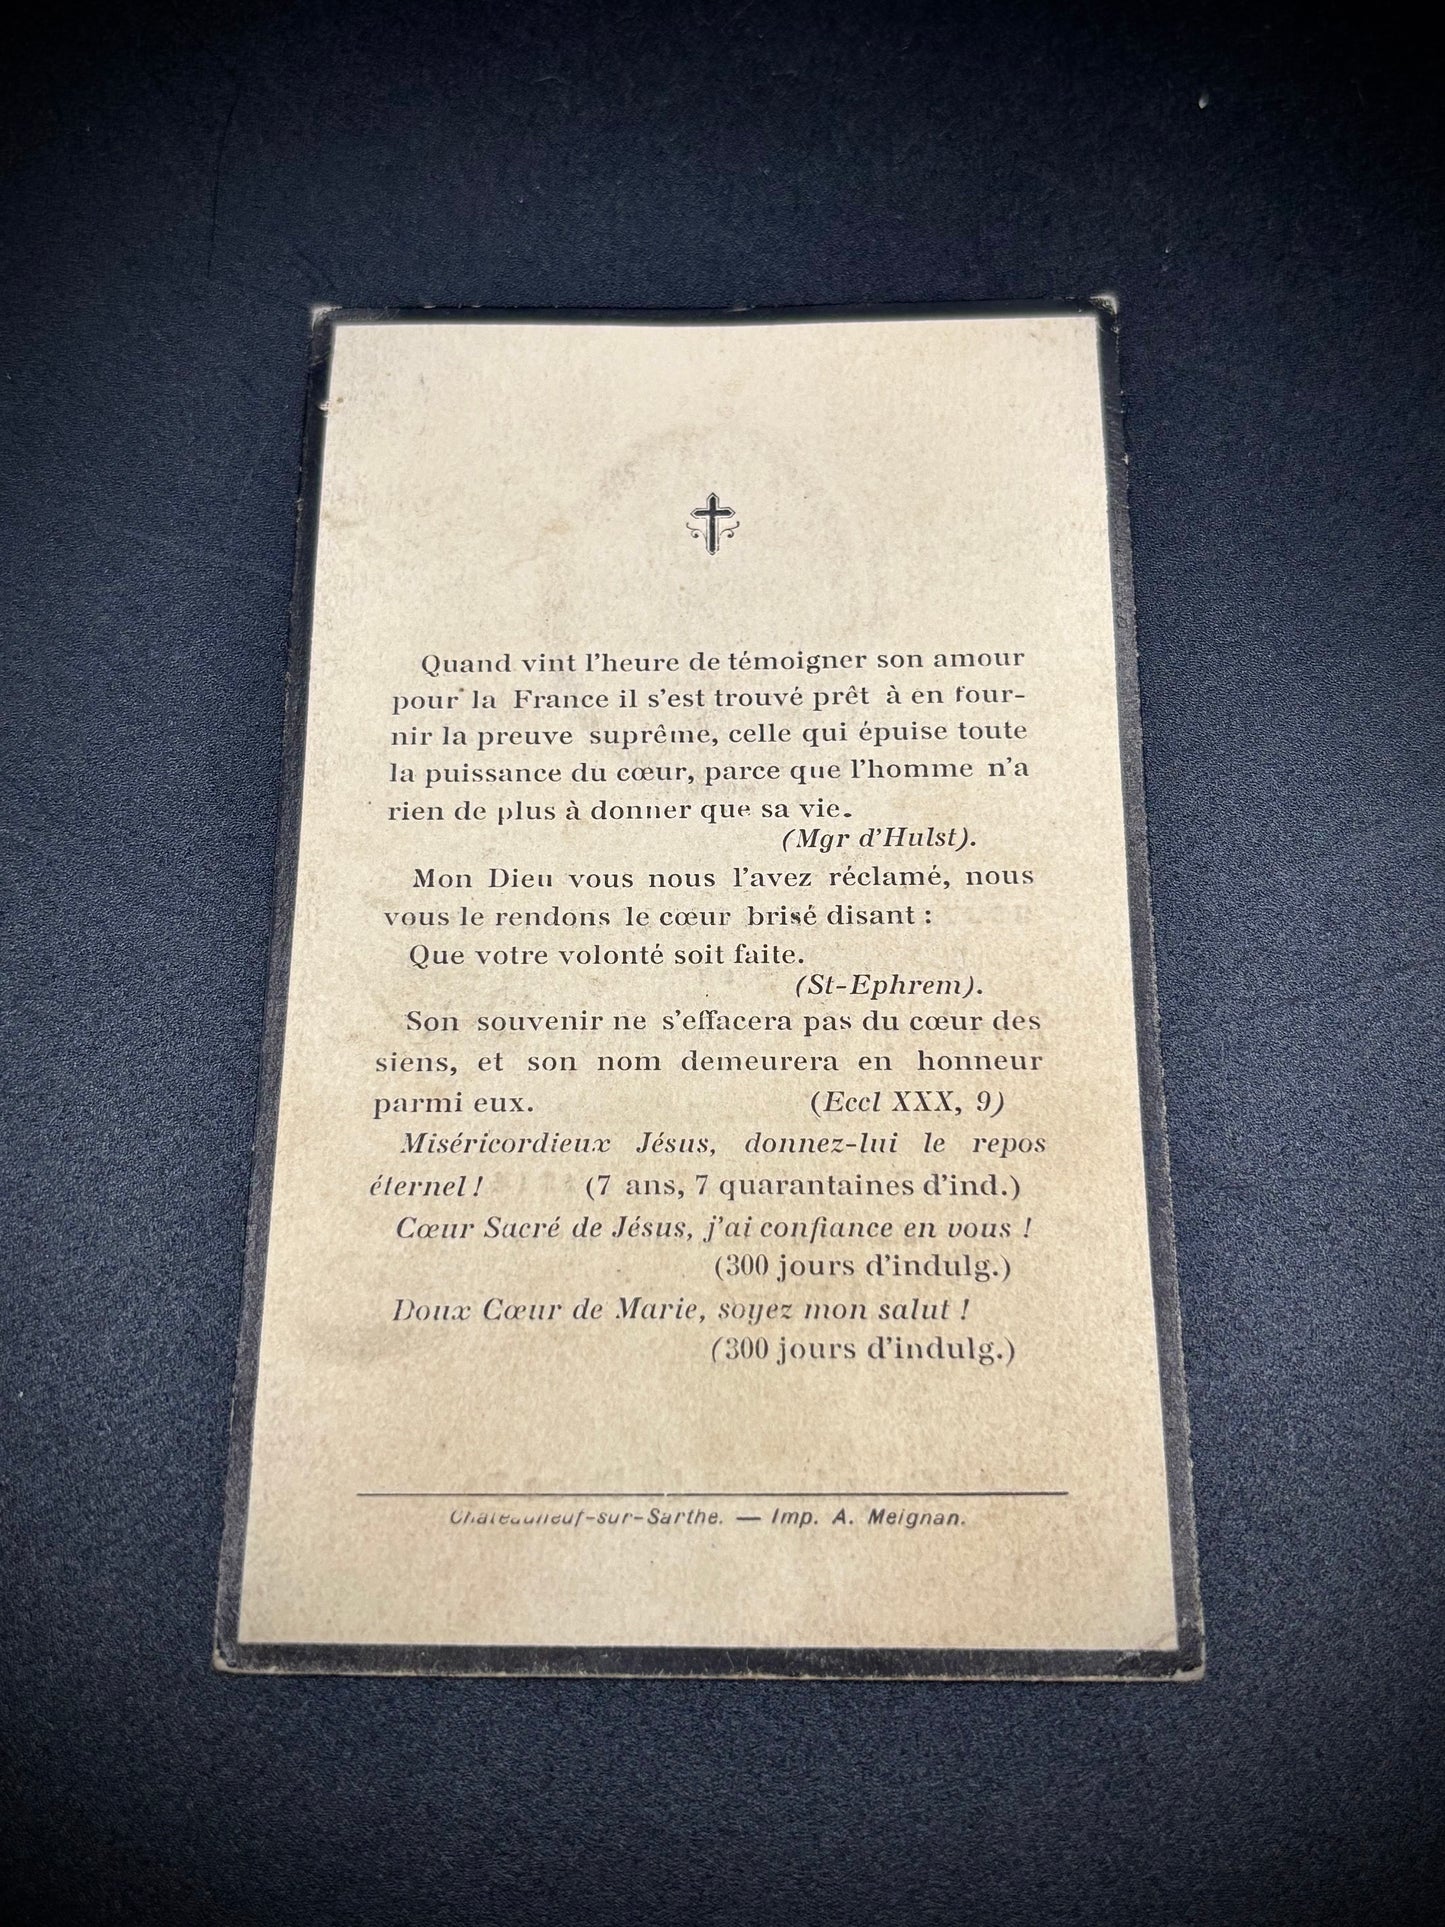 Quand vint l'heure de témoigner son amour
pour la France il s'est trouvé prêt à en four-
nir la preuve suprême, celle qui épuise toute
la puissance du cœur, parce que l'homme n'a
rien de plus à donner que sa vie.
(Mgr d'Hulst).
Mon Dieu vous nous l'avez réclamé, nous
vous le rendons le cœur brisé disant :
Que votre volonté soit faite.
(St-Ephrem).
Son souvenir ne s'effacera pas du cœur des
siens, et son nom demeurera en honneur
parmi eux. (Eccl XXX, 9)
Miséricordieux Jésus, donnez-lui le repos
éternel ! (7 ans, 7 quarantaines d'ind.)
Cœur Sacré de Jésus, j'ai confiance en vous !
(300 jours d'indulg.)
Doux Cœur de Marie, soyez mon salut !
(300 jours d'indulg.)
Châteauneuf-sur-Sarthe. — Imp. A. Meignan.